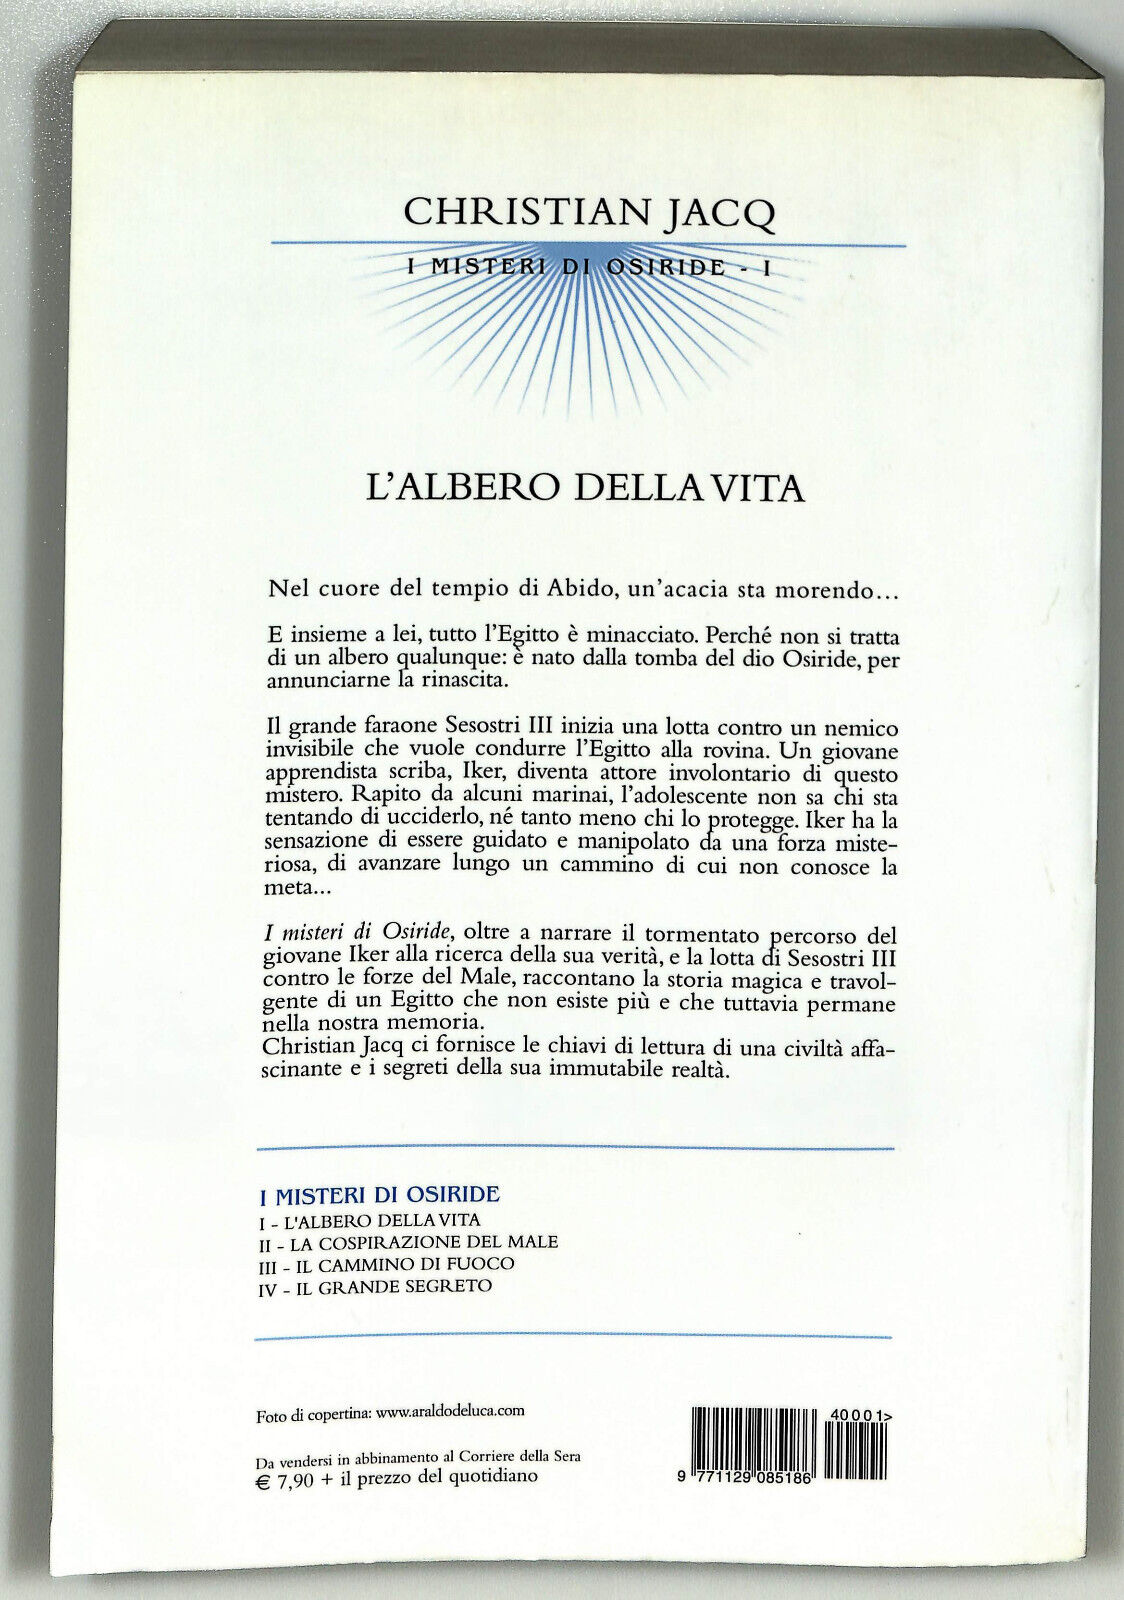 CHRISTIAN JACQ
I MISTERI DI OSIRIDE - I
L'ALBERO DELLA VITA
Nel cuore del tempio di Abido, un'acacia sta morendo...
E insieme a lei, tutto l'Egitto è minacciato. Perché non si tratta
di un albero qualunque: è nato dalla tomba del dio Osiride, per
annunciarne la rinascita.
Il grande faraone Sesostri III inizia una lotta contro un nemico
invisibile che vuole condurre l'Egitto alla rovina. Un giovane
apprendista scriba, Iker, diventa attore involontario di questo
mistero. Rapito da alcuni marinai, l'adolescente non sa chi sta
tentando di ucciderlo, né tanto meno chi lo protegge. Iker ha la
sensazione di essere guidato e manipolato da una forza miste-
riosa, di avanzare lungo un cammino di cui non conosce la
meta...
I misteri di Osiride, oltre a narrare il tormentato percorso del
giovane Iker alla ricerca della sua verità, e la lotta di Sesostri III
contro le forze del Male, raccontano la storia magica e travol-
gente di un Egitto che non esiste più e che tuttavia permane
nella nostra memoria.
Christian Jacq ci fornisce le chiavi di lettura di una civiltà affa-
scinante e i segreti della sua immutabile realtà.
I MISTERI DI OSIRIDE
I - L'ALBERO DELLA VITA
II - LA COSPIRAZIONE DEL MALE
III - IL CAMMINO DI FUOCO
IV - IL GRANDE SEGRETO
Foto di copertina: www.araldodeluca.com
Da vendersi in abbinamento al Corriere della Sera
€ 7,90 + il prezzo del quotidiano
40001>
9 771129 085186